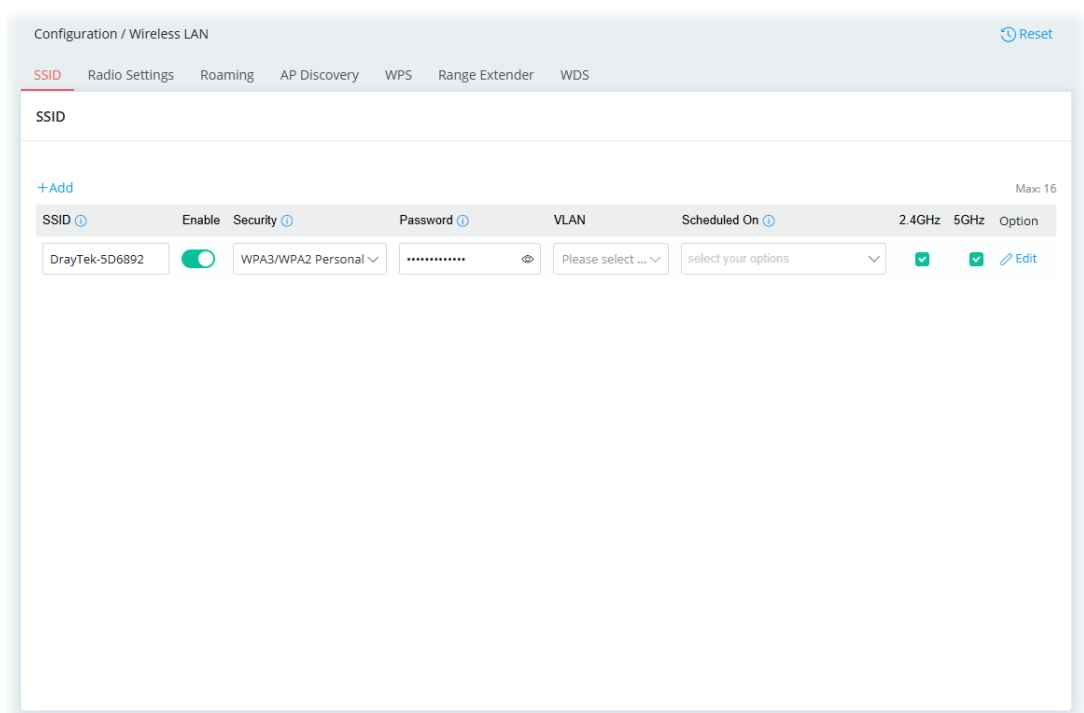 Configuration / Wireless LAN Reset
SSID Radio Settings Roaming AP Discovery WPS Range Extender WDS
SSID
+Add Max: 16
SSID Enable Security Password VLAN Scheduled On 2.4GHz 5GHz Option
DrayTek-5D6892 WPA3/WPA2 Personal ••••••••••••• Please select ... select your options Edit